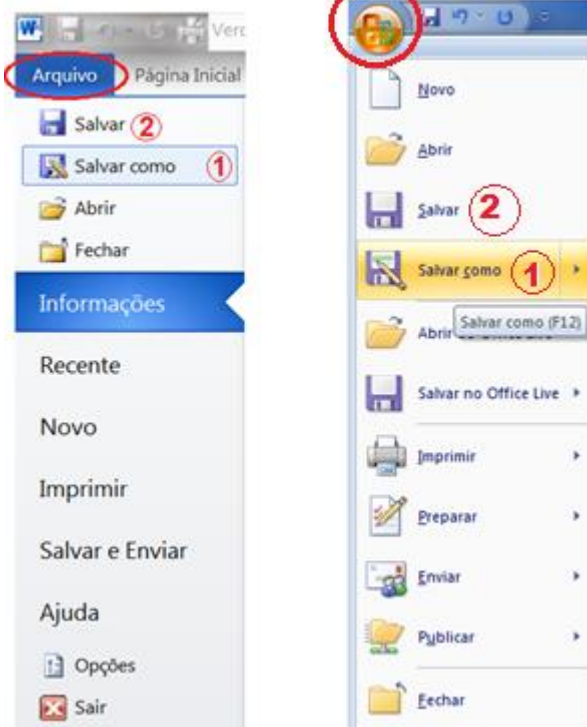 W
Arquivo Página Inicial
Salvar 2
Salvar como 1
Abrir
Fechar
Informações
Recente
Novo
Imprimir
Salvar e Enviar
Ajuda
Opções
Sair
Novo
Abrir
Salvar 2
Salvar como 1
Salvar como (F12)
Abrir
Salvar no Office Live
Imprimir
Preparar
Enviar
Publicar
Fechar